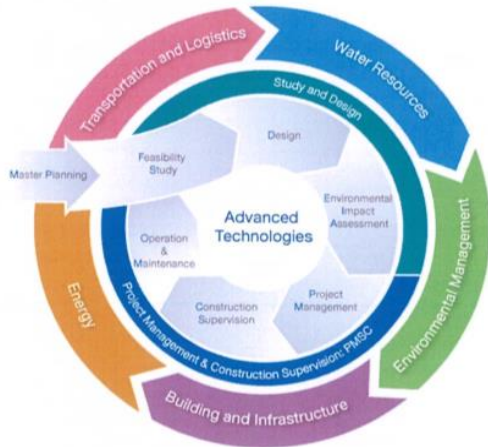 Transportation and Logistics
Water Resources
Study and Design
Design
Feasibility
Study
Master Planning
Environmental
Impact
Assessment
Advanced
Technologies
Operation
&
Maintenance
Project
Management
Construction
Supervision
Energy
Environmental Management
Project Management & Construction Supervision: PMSC
Building and Infrastructure